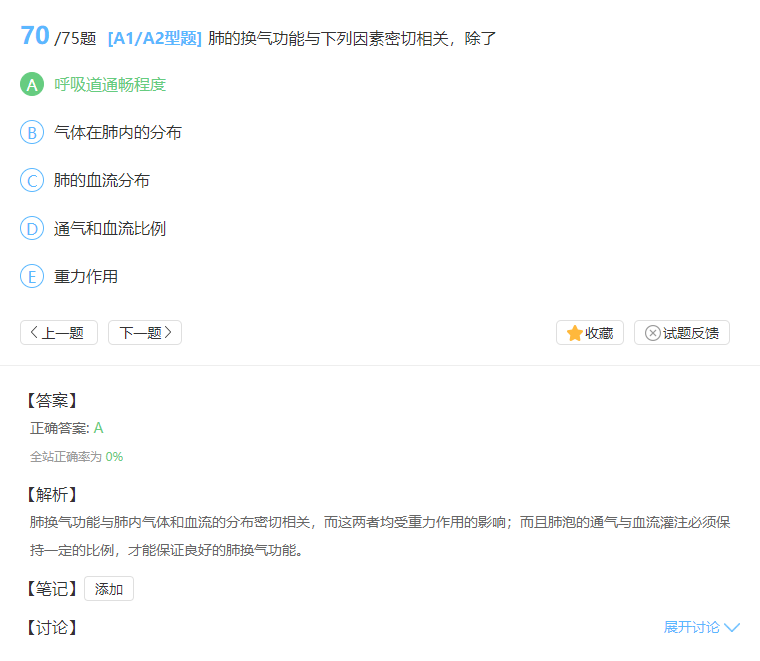 70 /75题 [A1/A2型题] 肺的换气功能与下列因素密切相关，除了
A 呼吸道通畅程度
B 气体在肺内的分布
C 肺的血流分布
D 通气和血流比例
E 重力作用
上一题 下一题 收藏 试题反馈
【答案】
正确答案: A
全站正确率为 0%
【解析】
肺换气功能与肺内气体和血流的分布密切相关，而这两者均受重力作用的影响；而且肺泡的通气与血流灌注必须保
持一定的比例，才能保证良好的肺换气功能。
【笔记】 添加
【讨论】 展开讨论